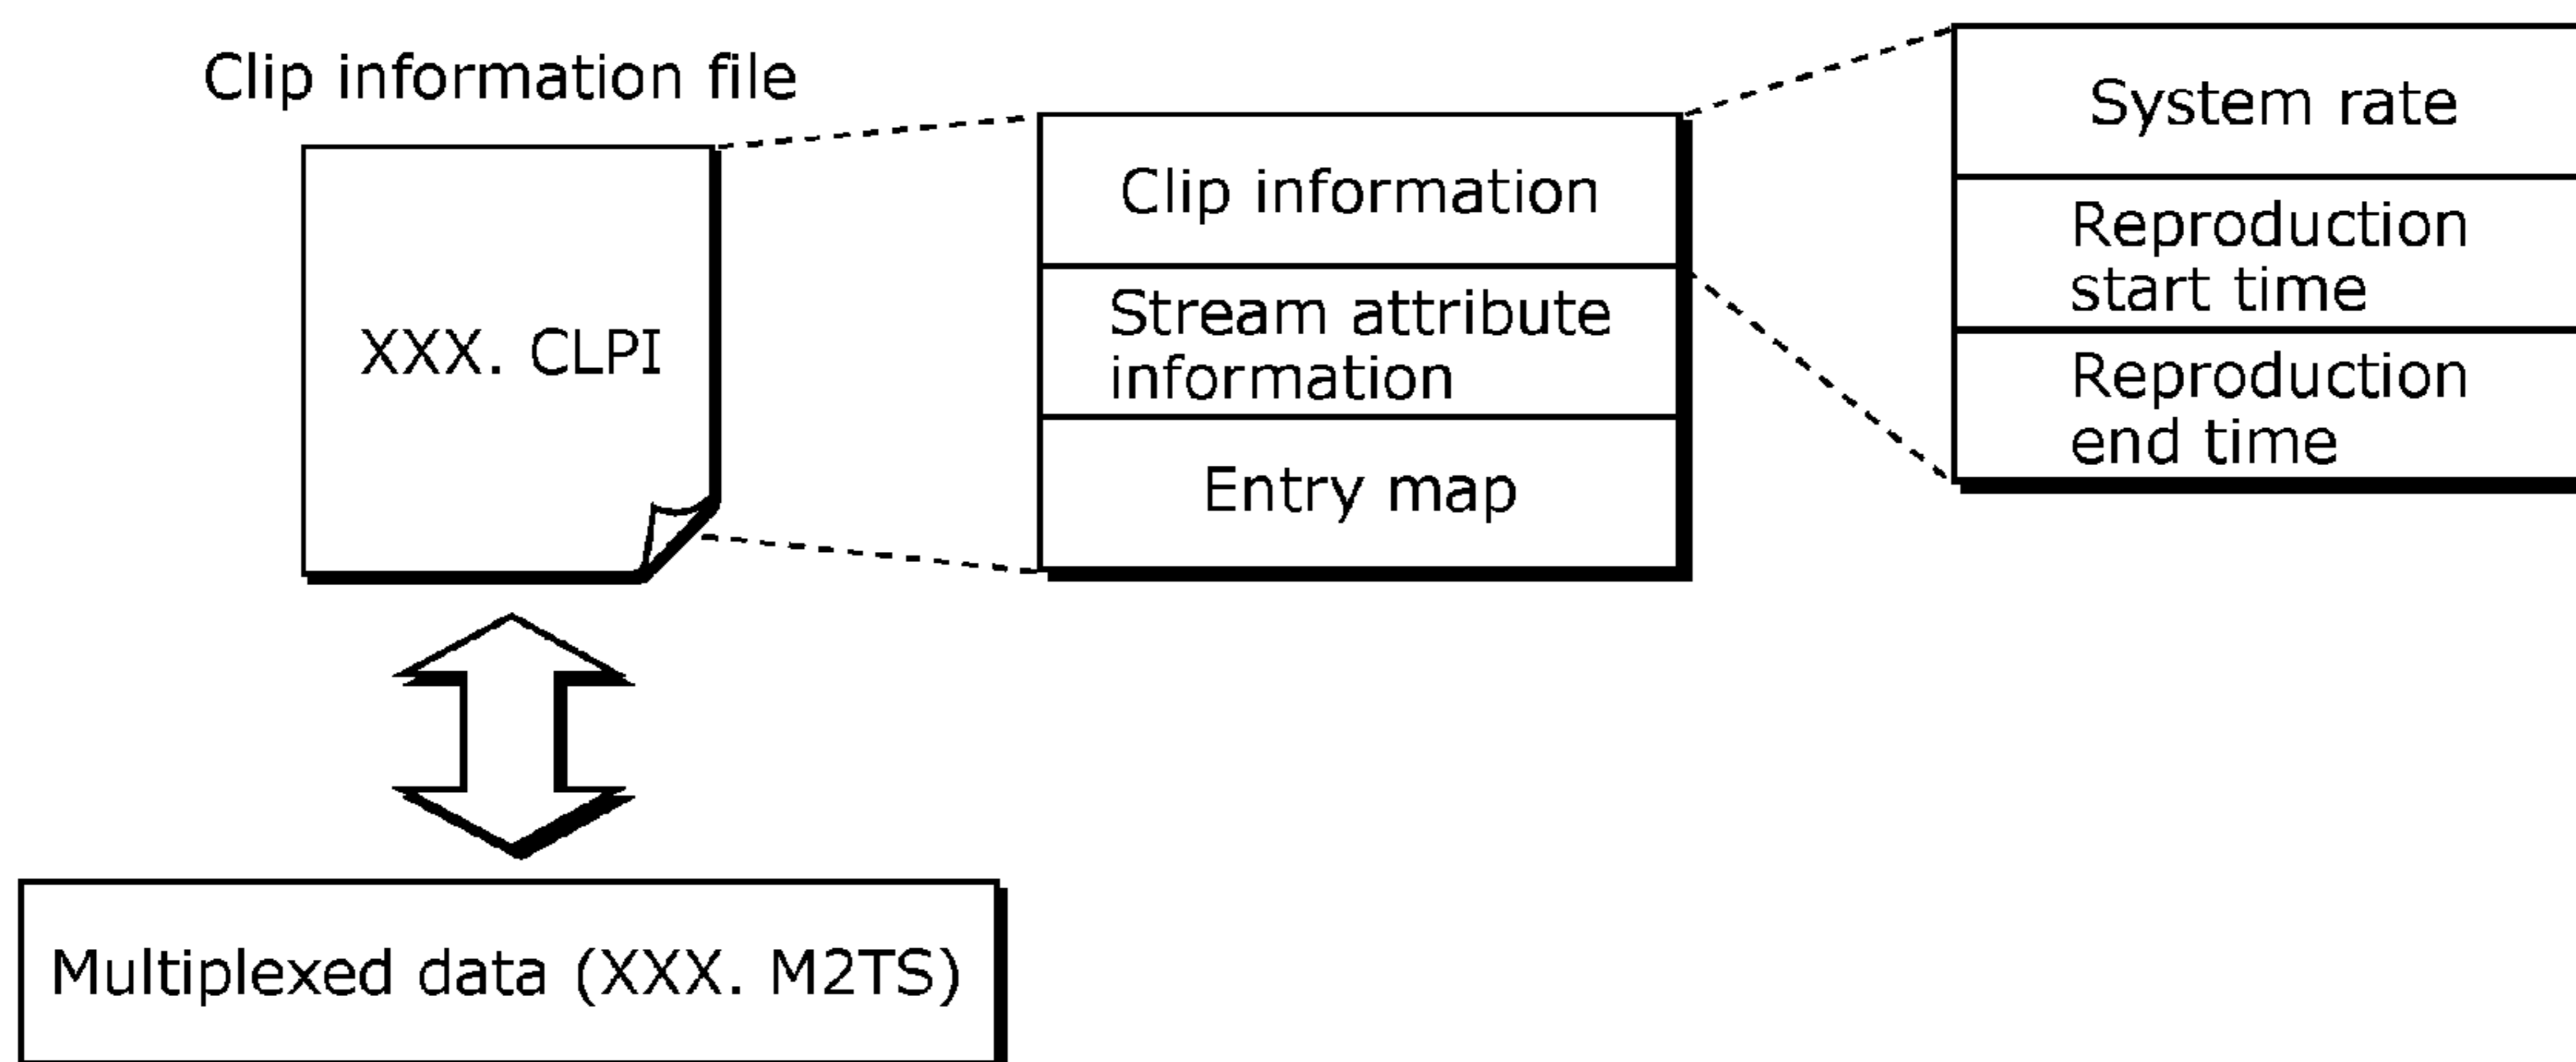 Clip information file
XXX. CLPI
Clip information
Stream attribute
information
Entry map
System rate
Reproduction
start time
Reproduction
end time
Multiplexed data (XXX. M2TS)